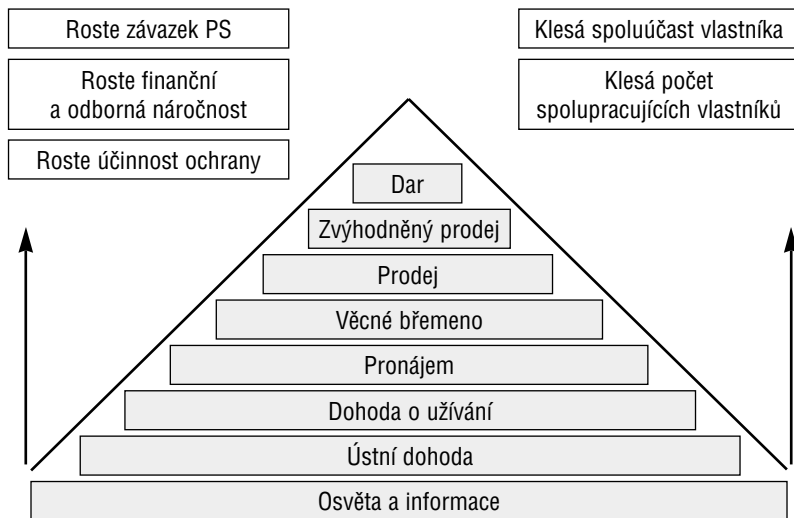 Roste závazek PS
Roste finanční
a odborná náročnost
Roste účinnost ochrany
Klesá spoluúčast vlastníka
Klesá počet
spolupracujících vlastníků
Dar
Zvýhodněný prodej
Prodej
Věcné břemeno
Pronájem
Dohoda o užívání
Ústní dohoda
Osvěta a informace